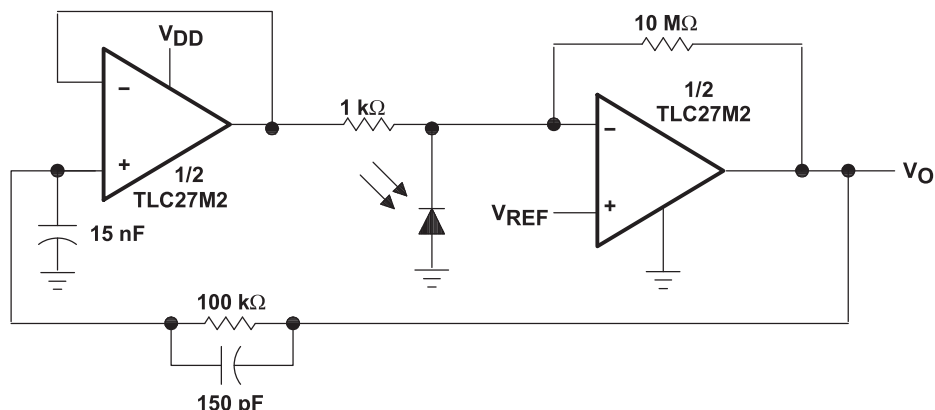 VDD
−
+
1/2
TLC27M2
15 nF
1 kΩ
10 MΩ
1/2
TLC27M2
−
+
VREF
VO
100 kΩ
150 pF